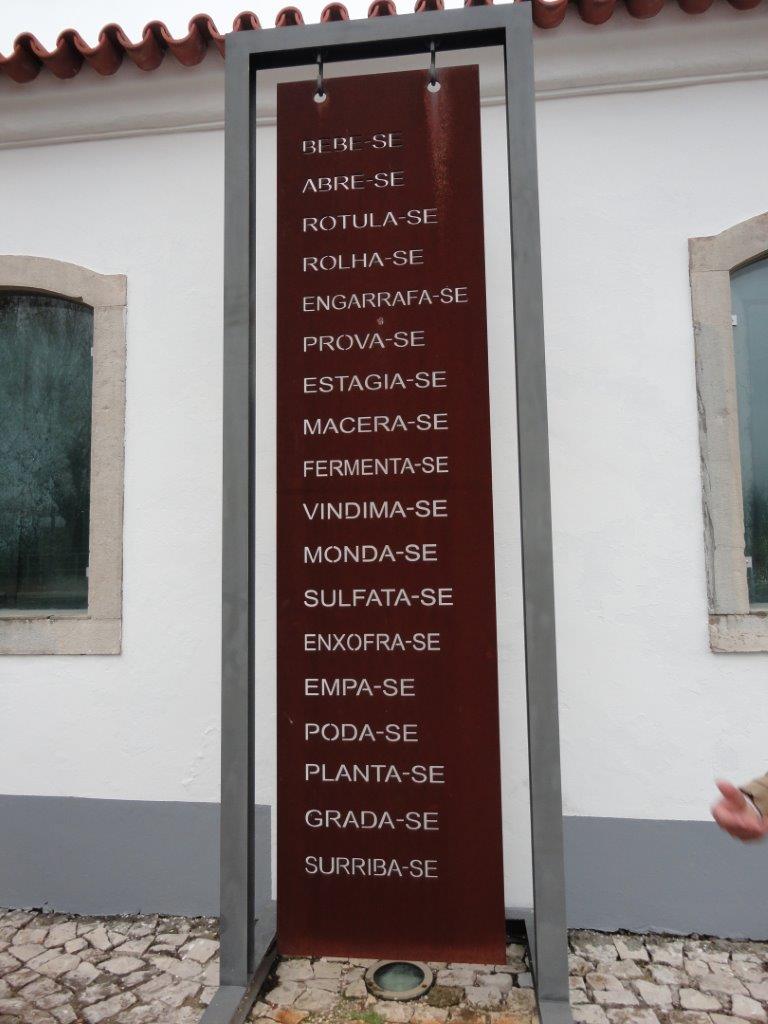 BEBE-SE
ABRE-SE
ROTULA-SE
ROLHA-SE
ENGARRAFA-SE
PROVA-SE
ESTAGIA-SE
MACERA-SE
FERMENTA-SE
VINDIMA-SE
MONDA-SE
SULFATA-SE
ENXOFRA-SE
EMPA-SE
PODA-SE
PLANTA-SE
GRADA-SE
SURRIBA-SE